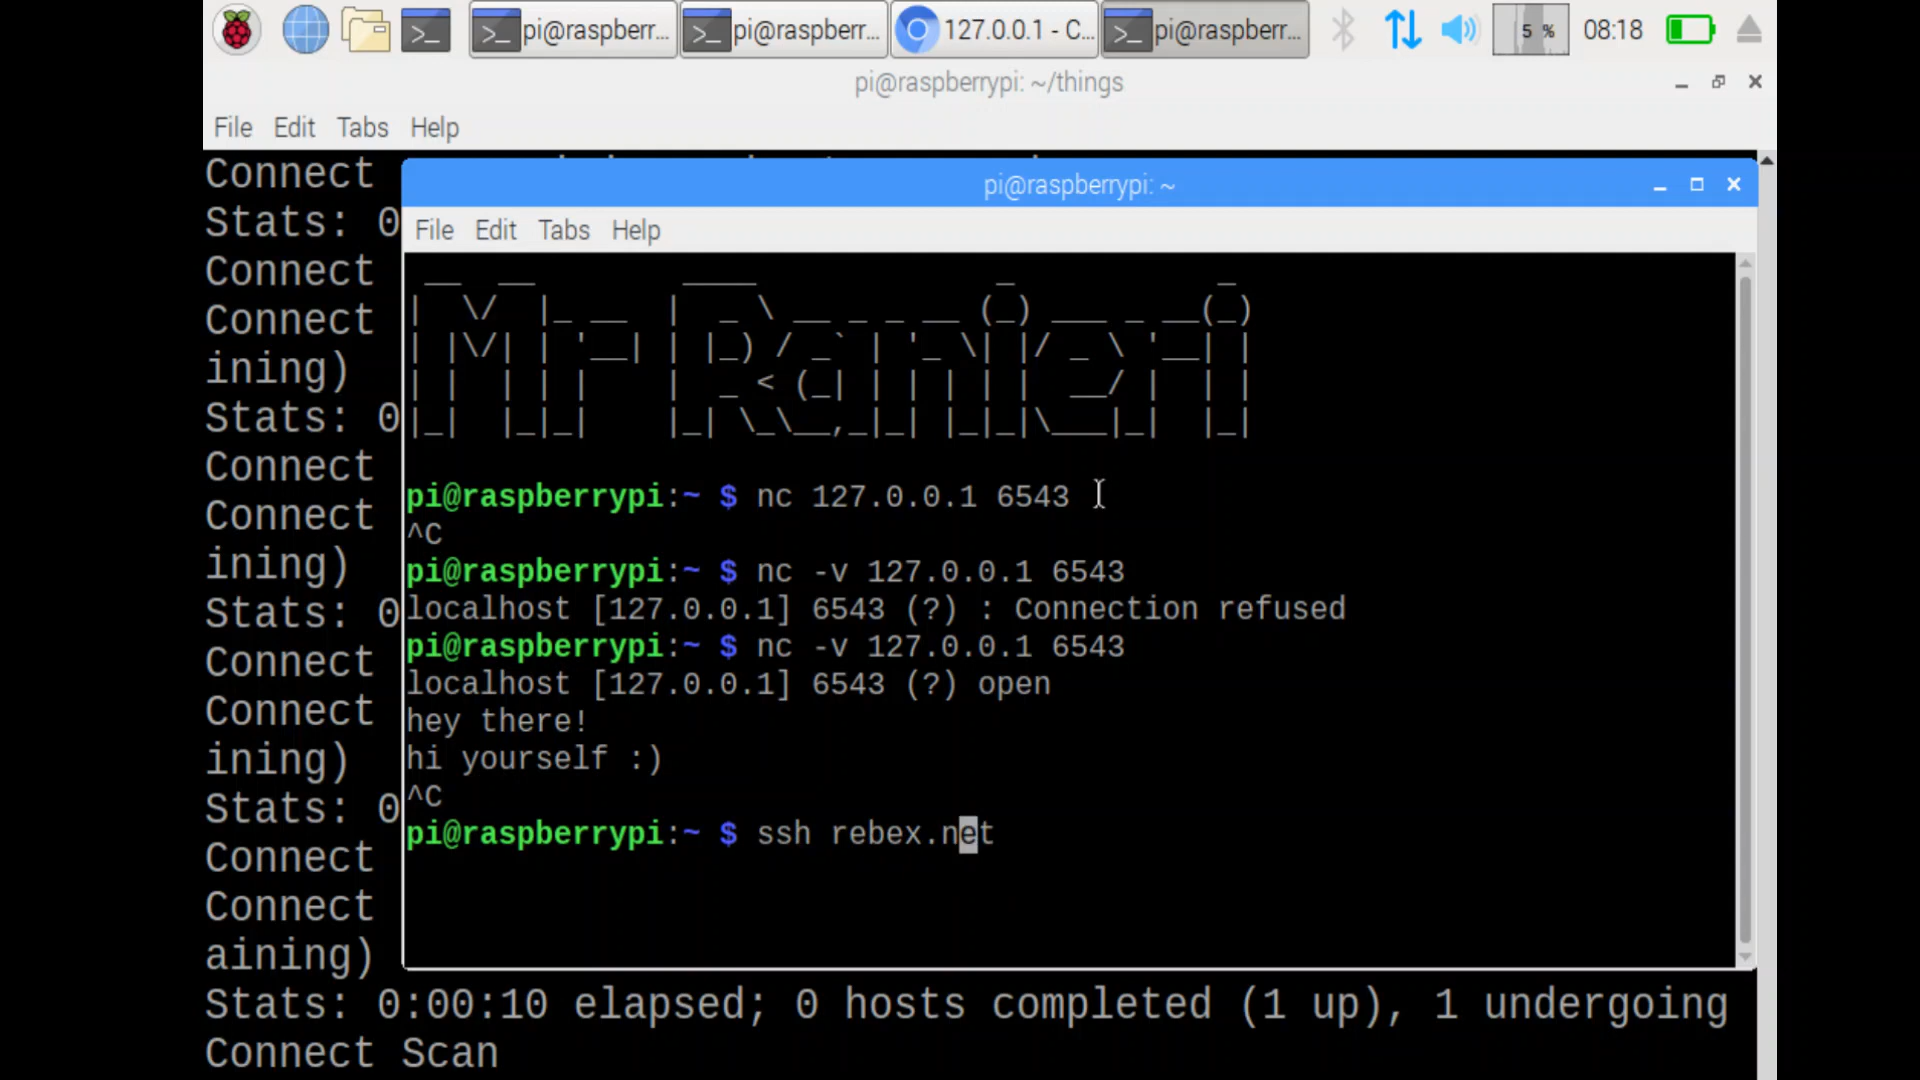 pi@raspberr...
pi@raspberr...
127.0.0.1 - C...
pi@raspberr...
5 %
08:18
pi@raspberrypi: ~/things
File Edit Tabs Help
Connect
Stats: 0
Connect
Connect
ining)
Stats: 0
Connect
Connect
ining)
Stats: 0
Connect
Connect
ining)
Stats: 0
Connect
Connect
aining)
Stats: 0:00:10 elapsed; 0 hosts completed (1 up), 1 undergoing
Connect Scan
pi@raspberrypi: ~
File Edit Tabs Help
Mr Ranieri
pi@raspberrypi:~ $ nc 127.0.0.1 6543
^C
pi@raspberrypi:~ $ nc -v 127.0.0.1 6543
localhost [127.0.0.1] 6543 (?) : Connection refused
pi@raspberrypi:~ $ nc -v 127.0.0.1 6543
localhost [127.0.0.1] 6543 (?) open
hey there!
hi yourself :)
^C
pi@raspberrypi:~ $ ssh rebex.net